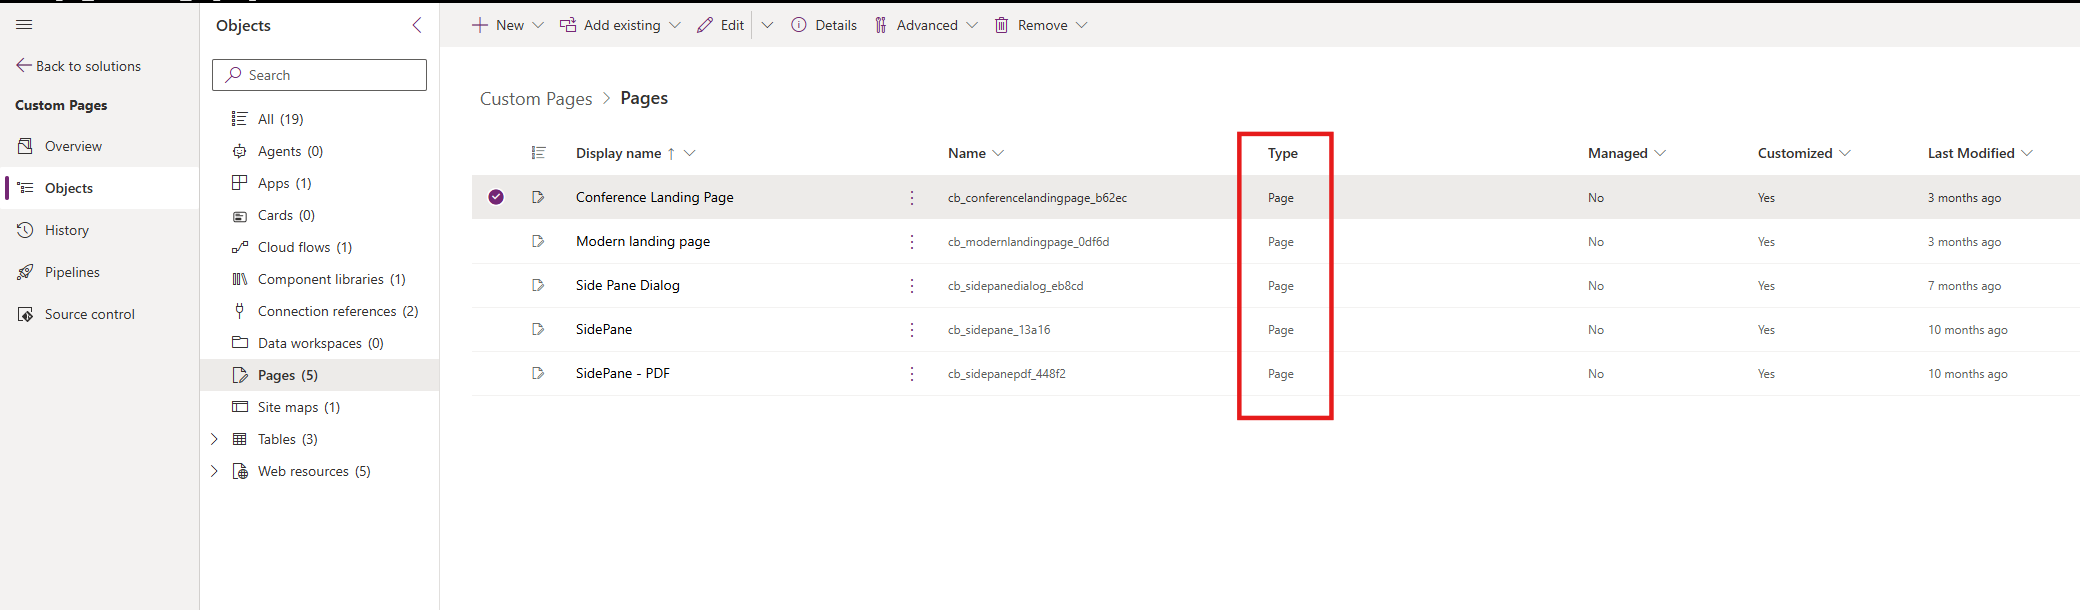 Back to solutions
Custom Pages
Overview
Objects
History
Pipelines
Source control
Objects
Search
All (19)
Agents (0)
Apps (1)
Cards (0)
Cloud flows (1)
Component libraries (1)
Connection references (2)
Data workspaces (0)
Pages (5)
Site maps (1)
Tables (3)
Web resources (5)
New Add existing Edit Details Advanced Remove
Custom Pages > Pages
Display name ↑ Name Type Managed Customized Last Modified
Conference Landing Page cb_conferencelandingpage_b62ec Page No Yes 3 months ago
Modern landing page cb_modernlandingpage_0df6d Page No Yes 3 months ago
Side Pane Dialog cb_sidepanedialog_eb8cd Page No Yes 7 months ago
SidePane cb_sidepane_13a16 Page No Yes 10 months ago
SidePane - PDF cb_sidepanepdf_448f2 Page No Yes 10 months ago